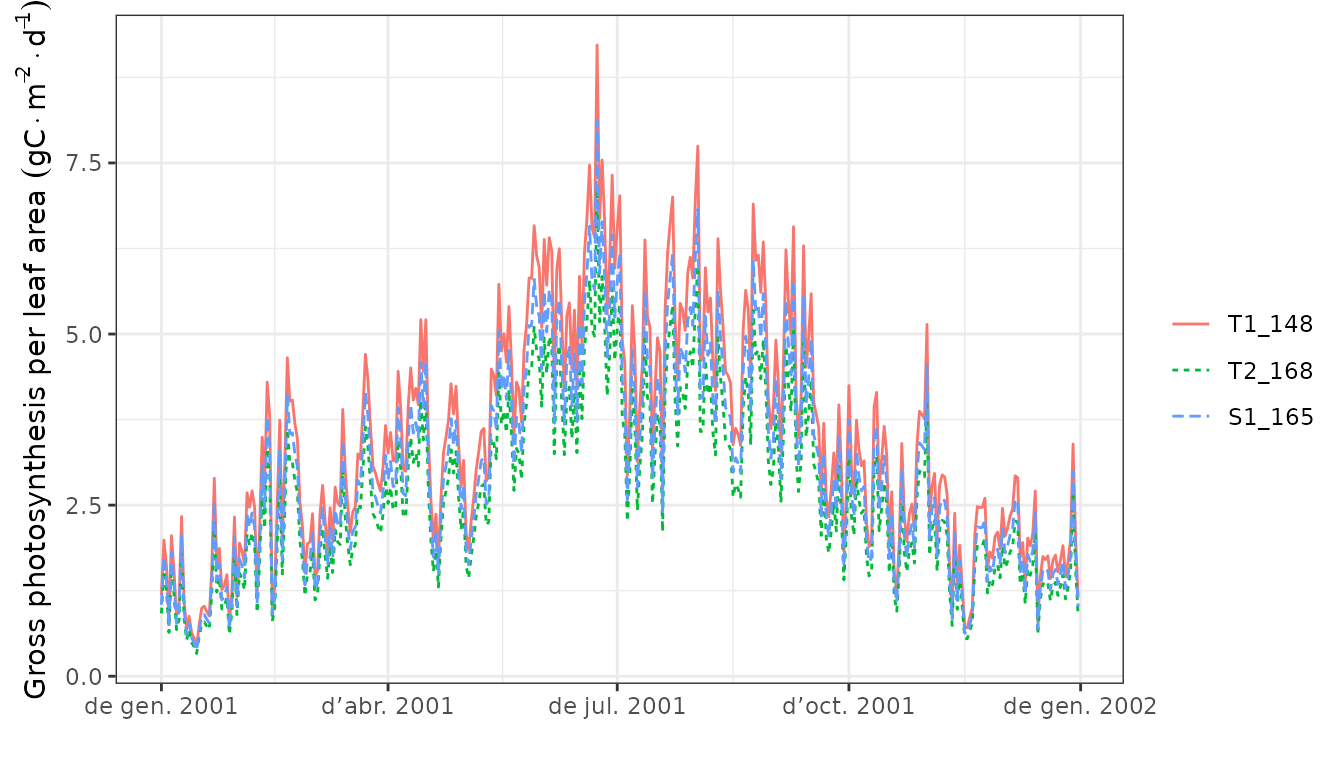 Gross photosynthesis per leaf area (gC · m⁻² · d⁻¹)
7.5
5.0
2.5
0.0
de gen. 2001 d’abr. 2001 de jul. 2001 d’oct. 2001 de gen. 2002
T1_148
T2_168
S1_165